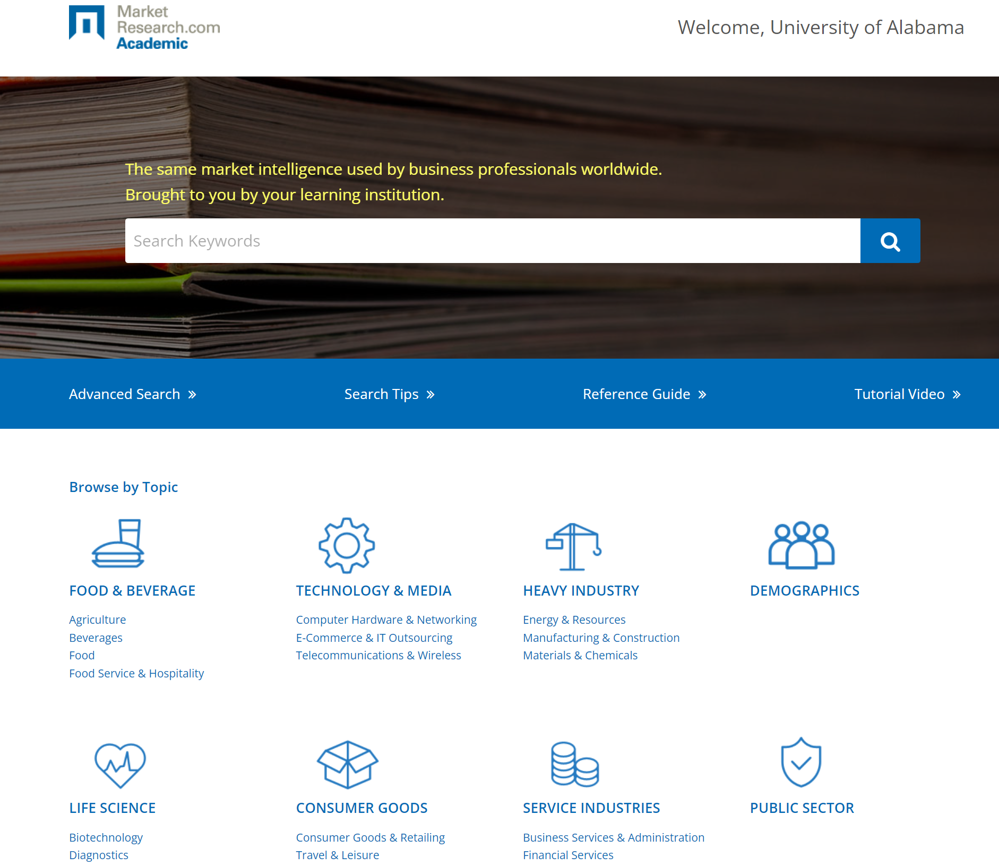 Market
Research.com
Academic
Welcome, University of Alabama
The same market intelligence used by business professionals worldwide.
Brought to you by your learning institution.
Search Keywords
Advanced Search »
Search Tips »
Reference Guide »
Tutorial Video »
Browse by Topic
FOOD & BEVERAGE
Agriculture
Beverages
Food
Food Service & Hospitality
TECHNOLOGY & MEDIA
Computer Hardware & Networking
E-Commerce & IT Outsourcing
Telecommunications & Wireless
HEAVY INDUSTRY
Energy & Resources
Manufacturing & Construction
Materials & Chemicals
DEMOGRAPHICS
LIFE SCIENCE
Biotechnology
Diagnostics
CONSUMER GOODS
Consumer Goods & Retailing
Travel & Leisure
SERVICE INDUSTRIES
Business Services & Administration
Financial Services
PUBLIC SECTOR